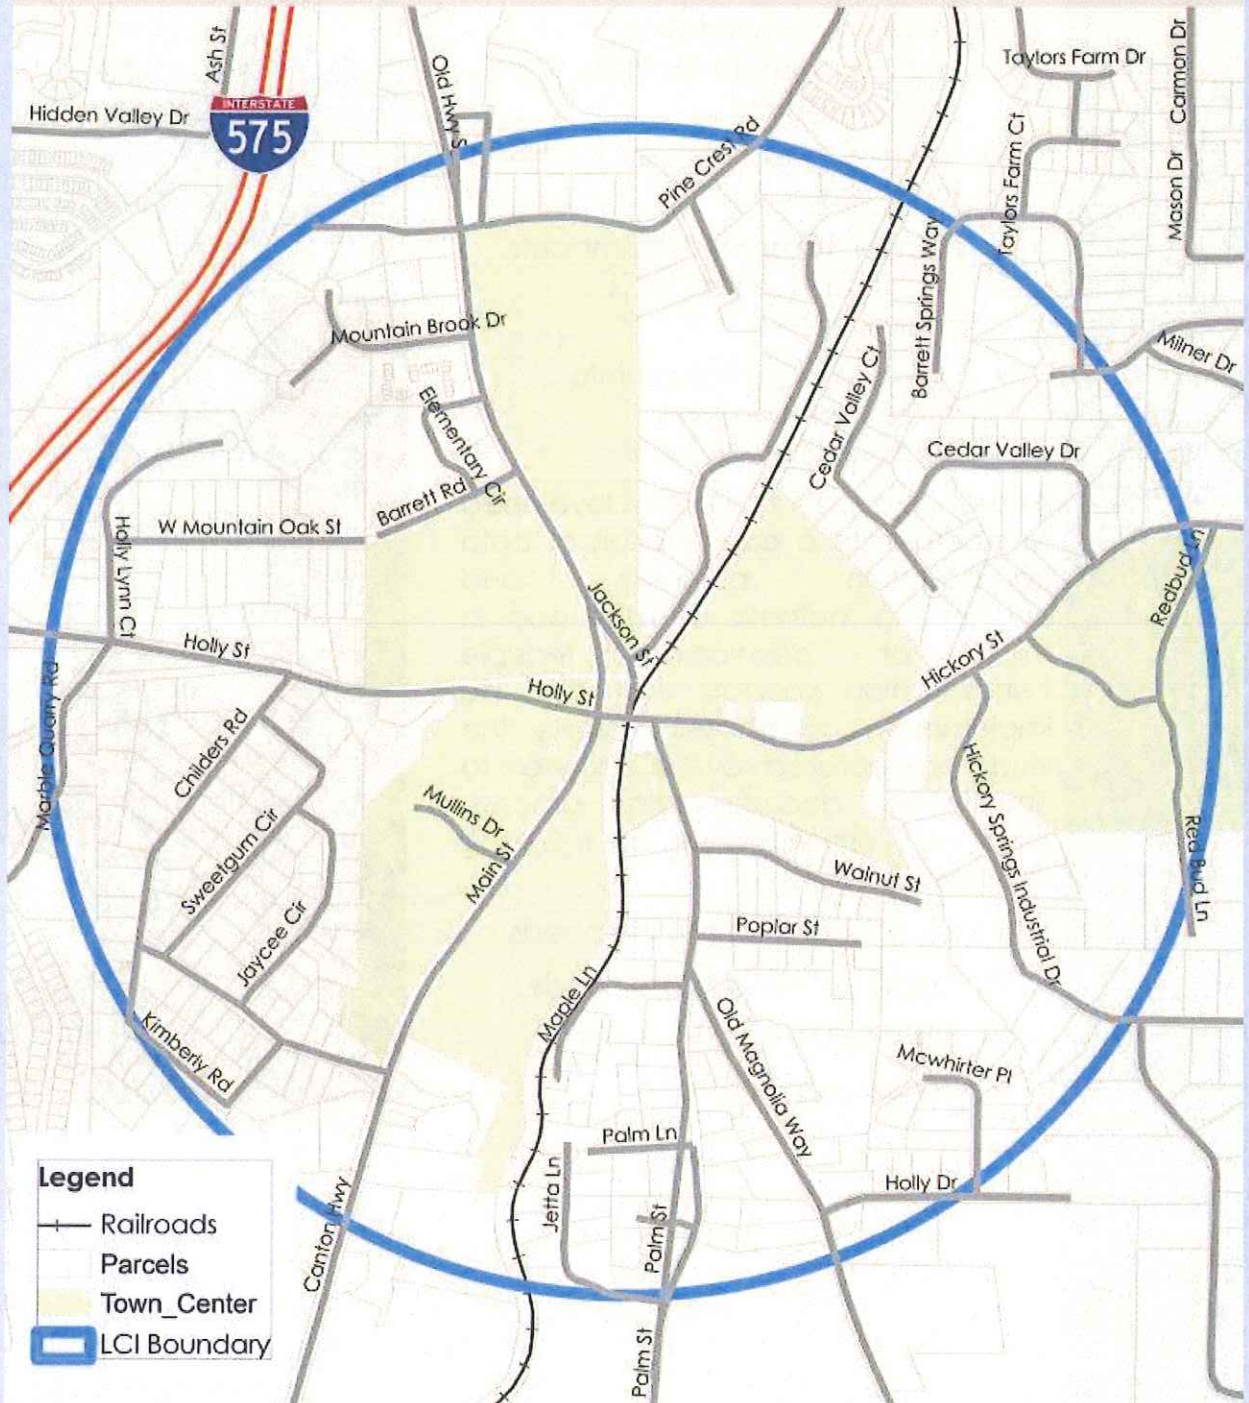 Ash St
Hidden Valley Dr
INTERSTATE
575
Old Hwy 5
Pine Crest Rd
Taylors Farm Dr
Carmon Dr
Mason Dr
Taylors Farm Ct
Barrett Springs Way
Milner Dr
Mountain Brook Dr
Elementary Cir
Barrett Rd
Cedar Valley Ct
Cedar Valley Dr
W Mountain Oak St
Holly Lynn Ct
Jackson St
Redbud Ln
Holly St
Holly St
Hickory St
Marble Quarry Rd
Childers Rd
Mullins Dr
Main St
Sweetgum Cir
Jaycee Cir
Walnut St
Poplar St
Hickory Springs Industrial Dr
Red Bud Ln
Maple Ln
Old Magnolia Way
Mcwhirter Pl
Kimberly Rd
Palm Ln
Jetta Ln
Palm St
Holly Dr
Canton Hwy
Palm St
Legend
Railroads
Parcels
Town_Center
LCI Boundary